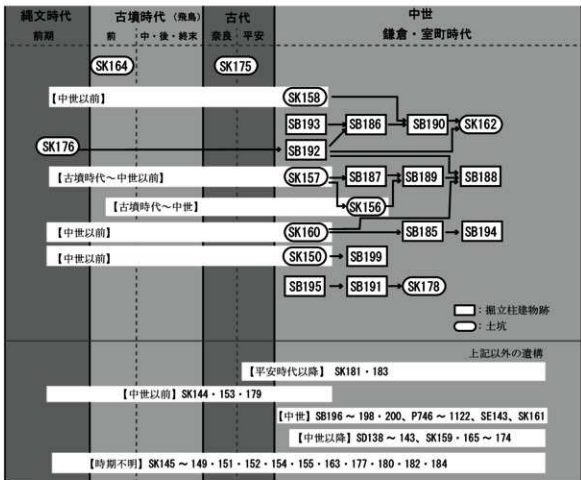 縄文時代 古墳時代（飛鳥） 古代 中世
前期 前 中・後・終末 奈良・平安 鎌倉・室町時代
SK164 SK175
【中世以前】 SK158
SB193 SB186 SB190 SK162
SK176 SB192
【古墳時代～中世以前】 SK157 SB187 SB189 SB188
【古墳時代～中世】 SK156
【中世以前】 SK160 SB185 SB194
【中世以前】 SK150 SB199
SB195 SB191 SK178
：掘立柱建物跡
：土坑
上記以外の遺構
【平安時代以降】 SK181・183
【中世以前】SK144・153・179
【中世】SB196～198・200、P746～1122、SE143、SK161
【中世以降】SD138～143、SK159・165～174
【時期不明】SK145～149・151・152・154・155・163・177・180・182・184